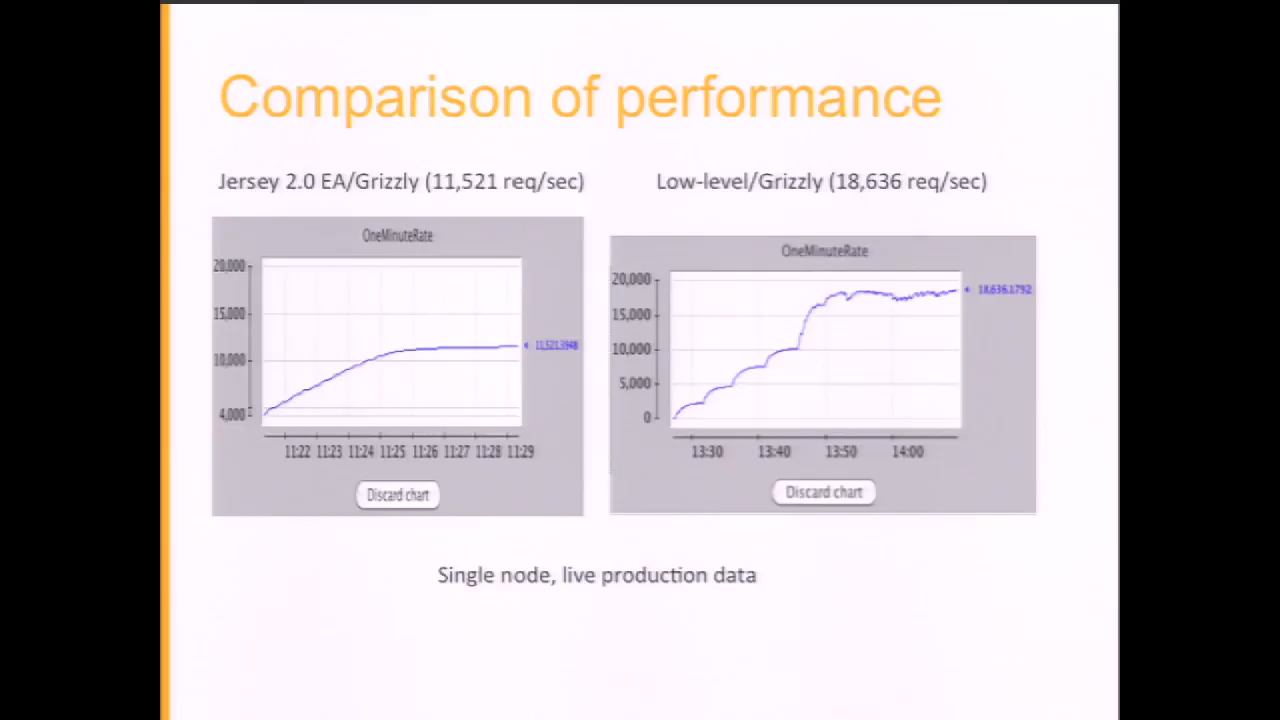 Comparison of performance
Jersey 2.0 EA/Grizzly (11,521 req/sec)
Low-level/Grizzly (18,636 req/sec)
OneMinuteRate
20,000
15,000
10,000
4,000
11,521.3948
11:22 11:23 11:24 11:25 11:26 11:27 11:28 11:29
Discard chart
OneMinuteRate
20,000
15,000
10,000
5,000
0
18,636.1792
13:30 13:40 13:50 14:00
Discard chart
Single node, live production data